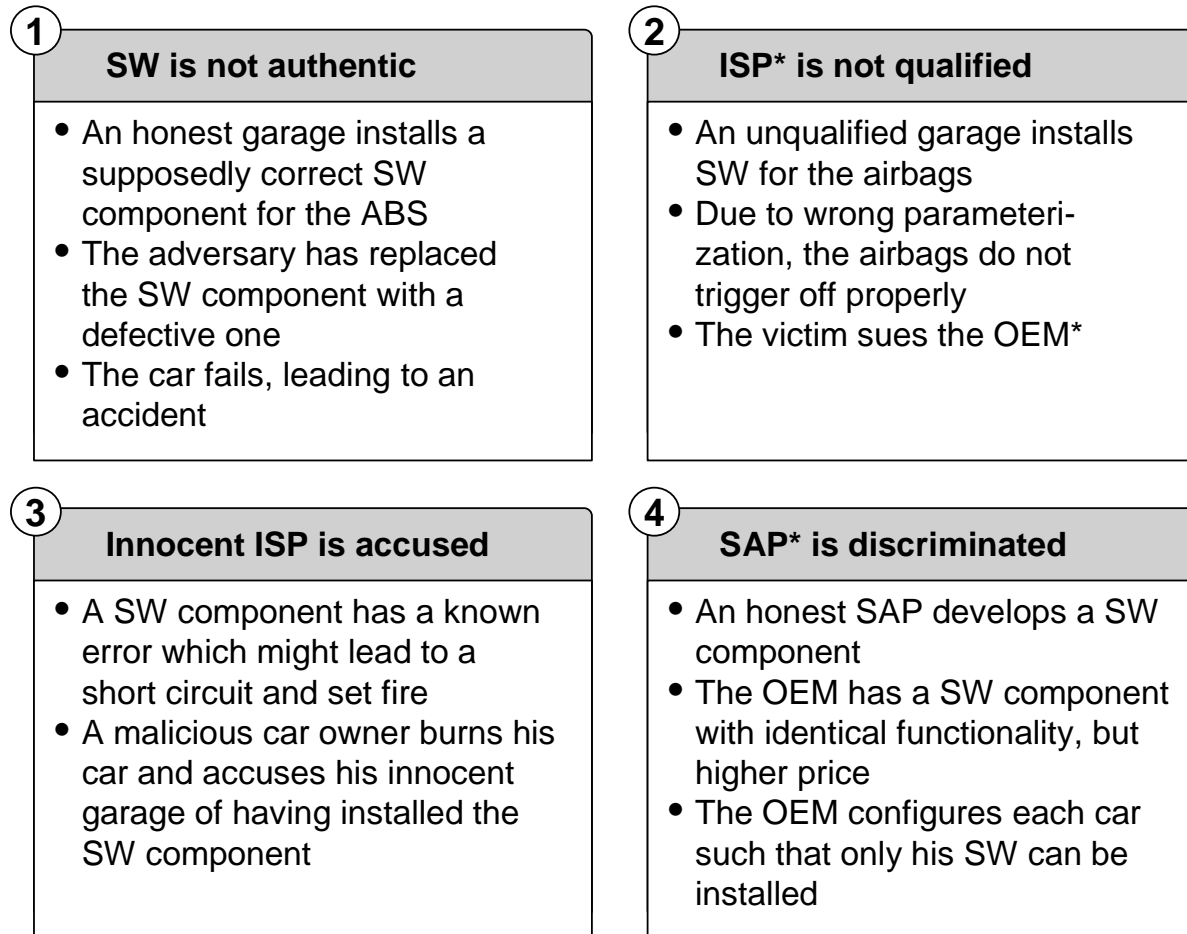 1
SW is not authentic
• An honest garage installs a
supposedly correct SW
component for the ABS
• The adversary has replaced
the SW component with a
defective one
• The car fails, leading to an
accident
2
ISP* is not qualified
• An unqualified garage installs
SW for the airbags
• Due to wrong parameteri-
zation, the airbags do not
trigger off properly
• The victim sues the OEM*
3
Innocent ISP is accused
• A SW component has a known
error which might lead to a
short circuit and set fire
• A malicious car owner burns his
car and accuses his innocent
garage of having installed the
SW component
4
SAP* is discriminated
• An honest SAP develops a SW
component
• The OEM has a SW component
with identical functionality, but
higher price
• The OEM configures each car
such that only his SW can be
installed